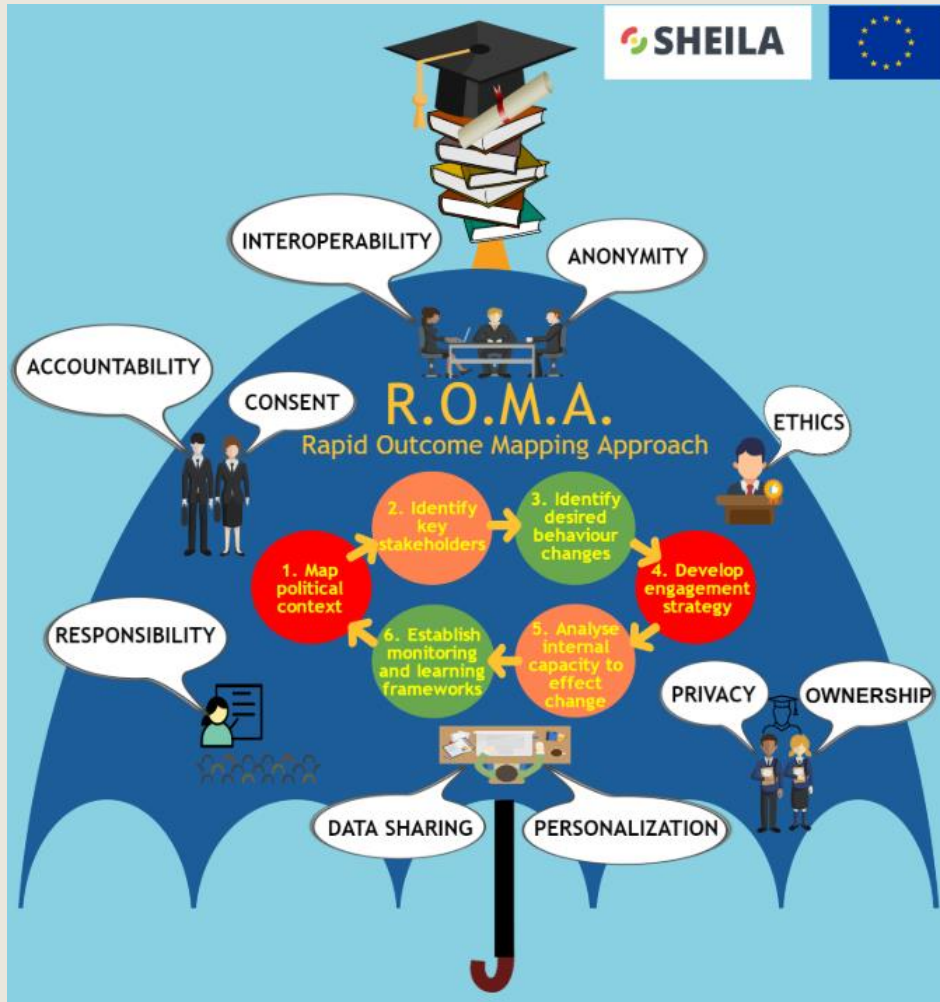 SHEILA
INTEROPERABILITY
ANONYMITY
ACCOUNTABILITY
CONSENT
R.O.M.A.
Rapid Outcome Mapping Approach
ETHICS
1. Map
political
context
2. Identify
key
stakeholders
3. Identify
desired
behaviour
changes
4. Develop
engagement
strategy
5. Analyse
internal
capacity to
effect
change
6. Establish
monitoring
and learning
frameworks
RESPONSIBILITY
PRIVACY
OWNERSHIP
DATA SHARING
PERSONALIZATION